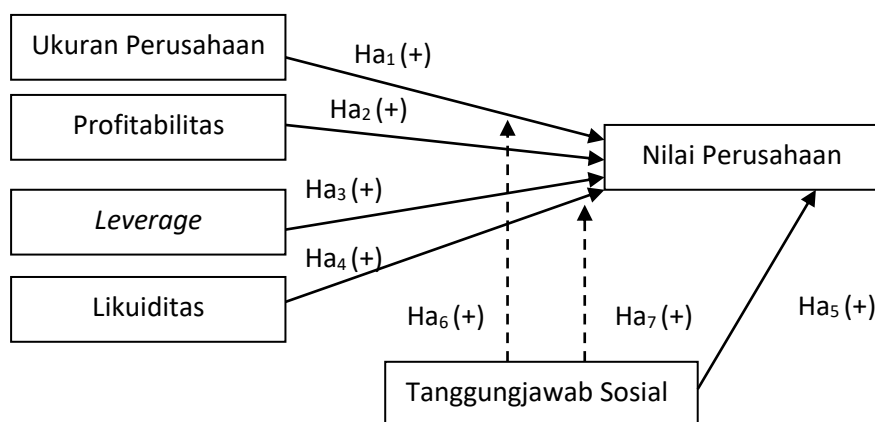 Ukuran Perusahaan
Ha₁ (+)
Profitabilitas
Ha₂ (+)
Nilai Perusahaan
Leverage
Ha₃ (+)
Ha₄ (+)
Likuiditas
Ha₆ (+)
Ha₇ (+)
Ha₅ (+)
Tanggungjawab Sosial